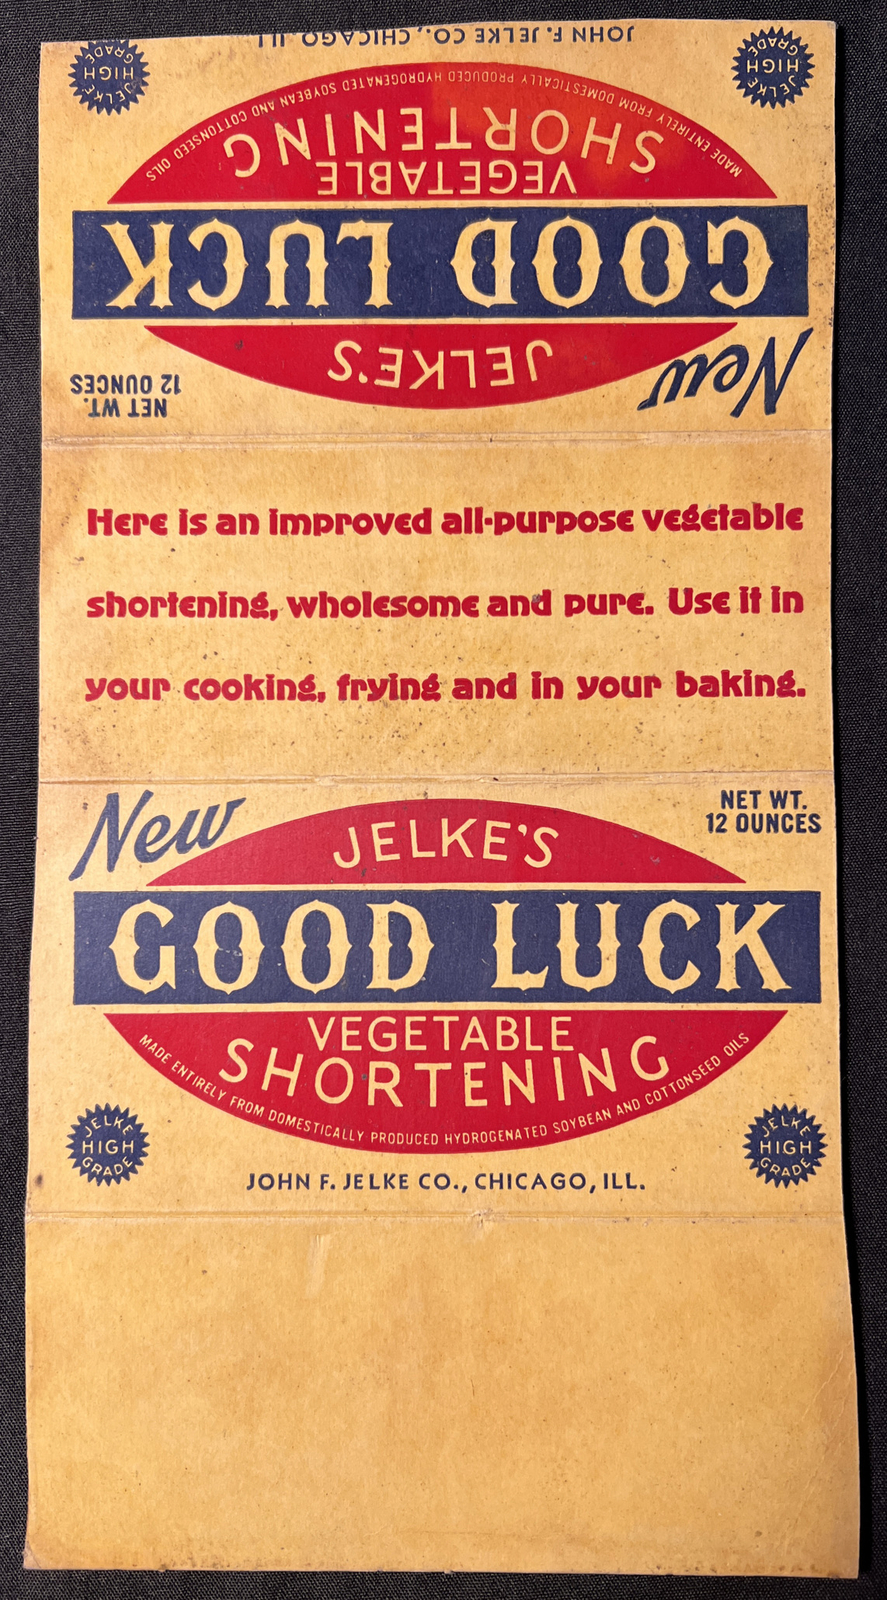 JOHN F. JELKE CO., CHICAGO, ILL
JELKE
HIGH
GRADE
JELKE
HIGH
GRADE
MADE ENTIRELY FROM DOMESTICALLY PRODUCED HYDROGENATED SOYBEAN AND COTTONSEED OILS
SHORTENING
VEGETABLE
GOOD LUCK
JELKE'S
New
NET WT.
12 OUNCES
Here is an improved all-purpose vegetable
shortening, wholesome and pure. Use it in
your cooking, frying and in your baking.
New
JELKE'S
NET WT.
12 OUNCES
GOOD LUCK
VEGETABLE
SHORTENING
MADE ENTIRELY FROM DOMESTICALLY PRODUCED HYDROGENATED SOYBEAN AND COTTONSEED OILS
JELKE
HIGH
GRADE
JELKE
HIGH
GRADE
JOHN F. JELKE CO., CHICAGO, ILL.